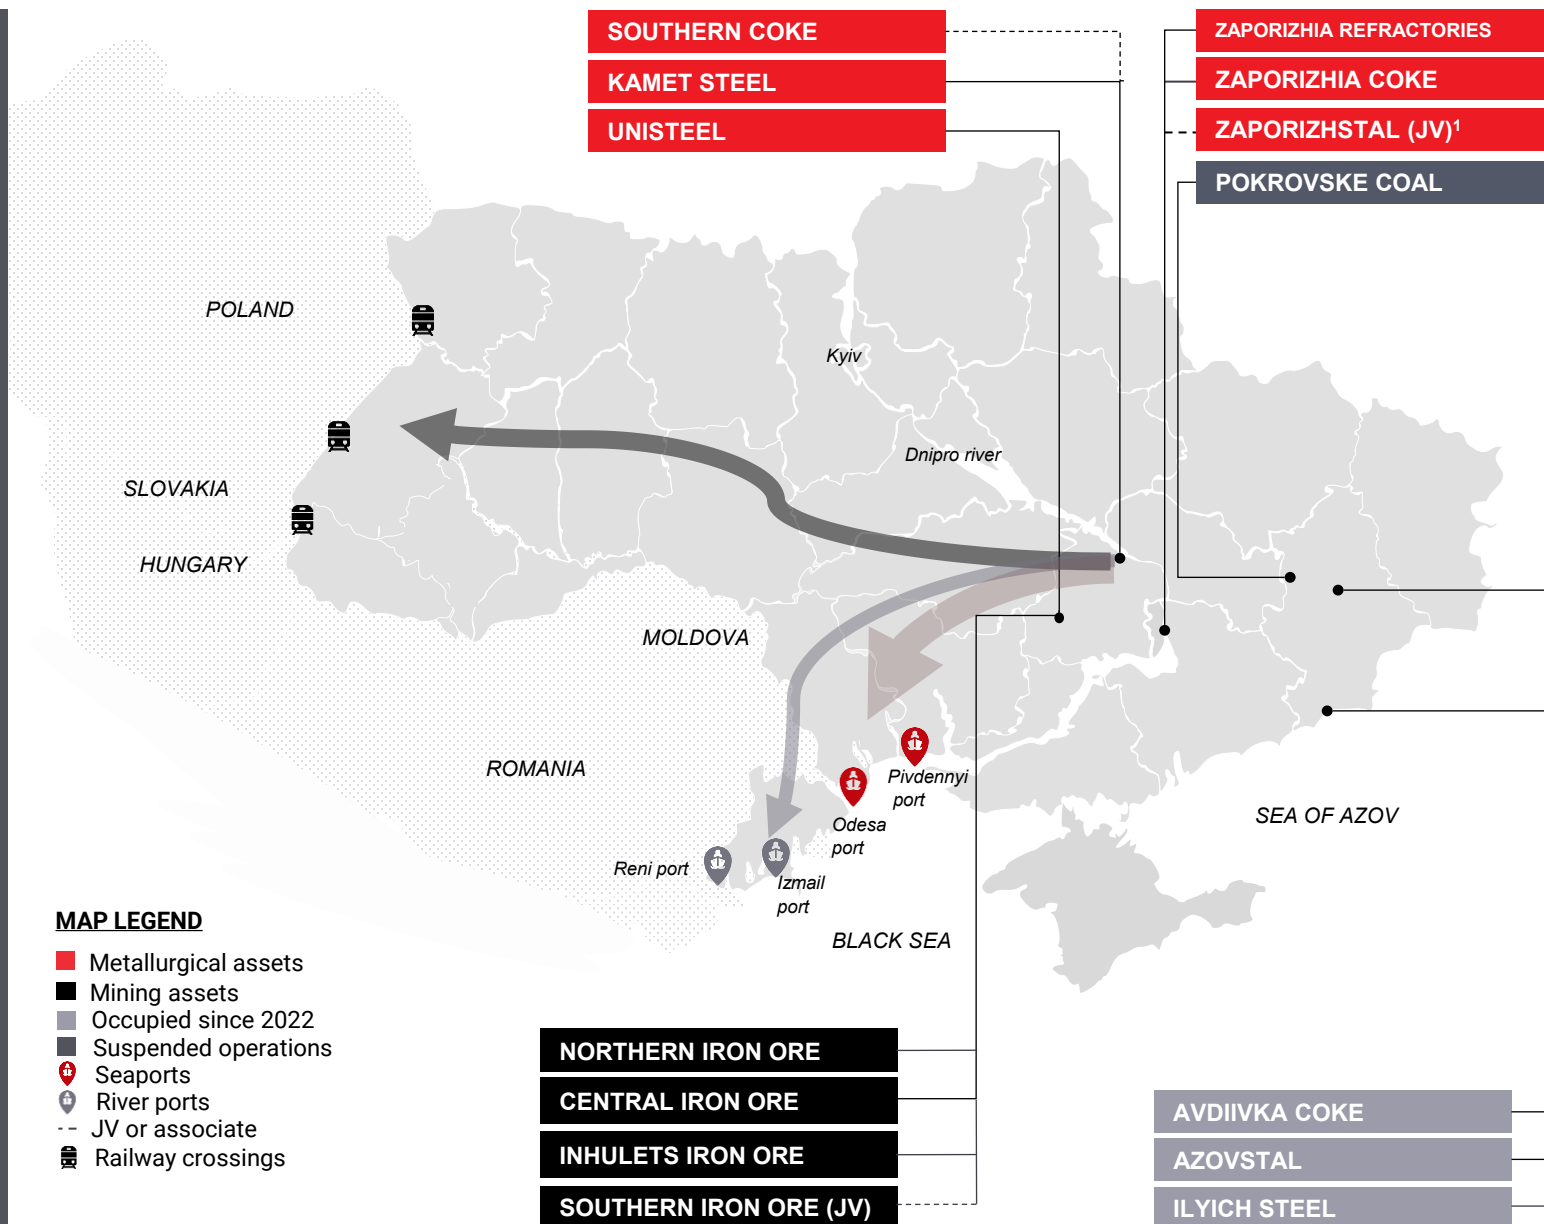 SOUTHERN COKE
KAMET STEEL
UNISTEEL
ZAPORIZHIA REFRACTORIES
ZAPORIZHIA COKE
ZAPORIZHSTAL (JV)¹
POKROVSKE COAL
POLAND
Kyiv
Dnipro river
SLOVAKIA
HUNGARY
MOLDOVA
ROMANIA
Pivdennyi
port
Odesa
port
Reni port
Izmail
port
SEA OF AZOV
BLACK SEA
MAP LEGEND
Metallurgical assets
Mining assets
Occupied since 2022
Suspended operations
Seaports
River ports
-- JV or associate
Railway crossings
NORTHERN IRON ORE
CENTRAL IRON ORE
INHULETS IRON ORE
SOUTHERN IRON ORE (JV)
AVDIIVKA COKE
AZOVSTAL
ILYICH STEEL